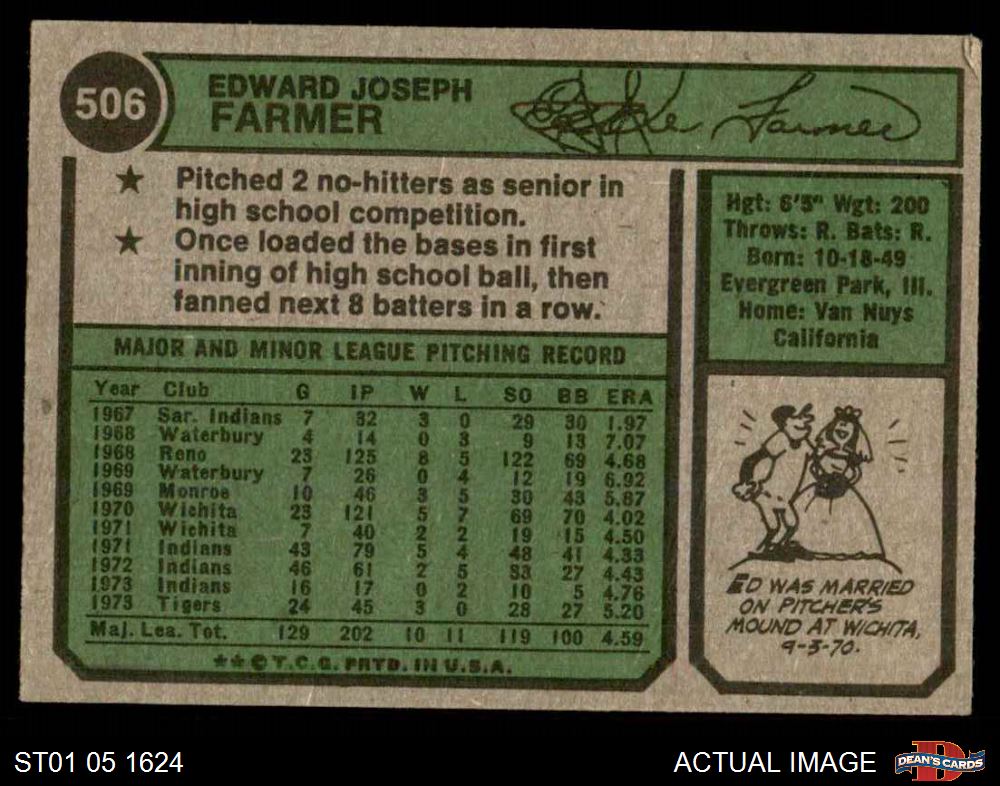 506
EDWARD JOSEPH
FARMER
Farmer
★ Pitched 2 no-hitters as senior in
high school competition.
★ Once loaded the bases in first
inning of high school ball, then
fanned next 8 batters in a row.
Hgt: 6'5" Wgt: 200
Throws: R. Bats: R.
Born: 10-18-49
Evergreen Park, Ill.
Home: Van Nuys
California
MAJOR AND MINOR LEAGUE PITCHING RECORD
Year Club G IP W L SO BB ERA
1967 Sar. Indians 7 32 3 0 29 30 1.97
1968 Waterbury 4 14 0 3 9 13 7.07
1968 Reno 23 125 8 5 122 69 4.68
1969 Waterbury 7 26 0 4 12 19 6.92
1969 Monroe 10 46 3 5 30 43 5.87
1970 Wichita 23 121 5 7 69 70 4.02
1971 Wichita 7 40 2 2 19 15 4.50
1971 Indians 43 79 5 4 48 41 4.33
1972 Indians 46 61 2 5 33 27 4.43
1973 Indians 16 17 0 2 10 5 4.76
1973 Tigers 24 45 3 0 28 27 5.20
Maj. Lea. Tot. 129 202 10 11 119 100 4.59
★★© T.C.G. PRTD. IN U.S.A.
ED WAS MARRIED
ON PITCHER'S
MOUND AT WICHITA,
9-3-70.
ST01 05 1624
ACTUAL IMAGE
D
DEAN'S CARDS